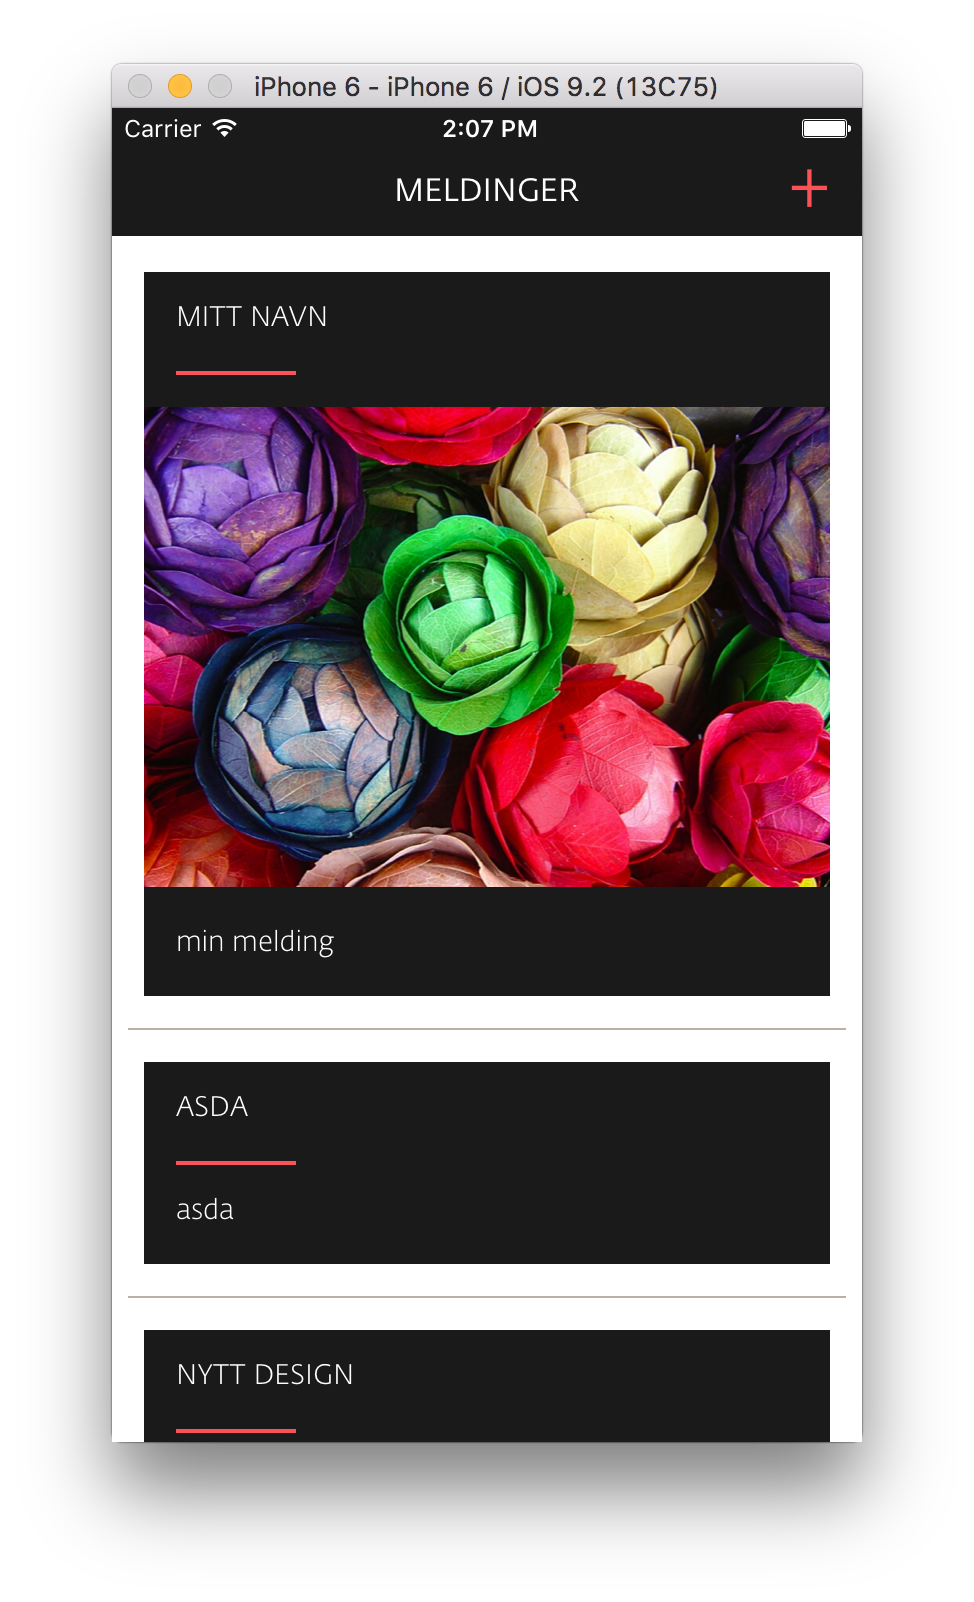 iPhone 6 - iPhone 6 / iOS 9.2 (13C75)
Carrier 2:07 PM
MELDINGER
MITT NAVN
min melding
ASDA
asda
NYTT DESIGN